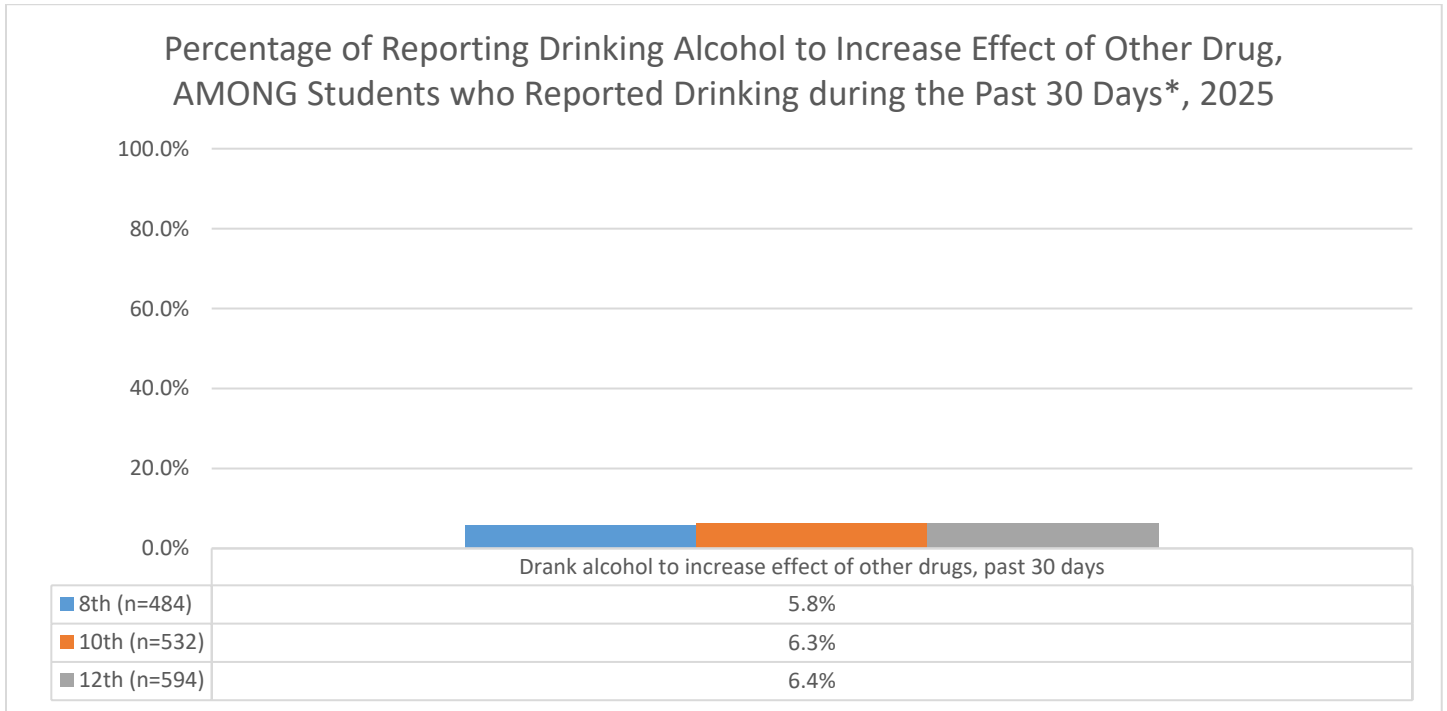 Percentage of Reporting Drinking Alcohol to Increase Effect of Other Drug,
AMONG Students who Reported Drinking during the Past 30 Days*, 2025
100.0%
80.0%
60.0%
40.0%
20.0%
0.0%
Drank alcohol to increase effect of other drugs, past 30 days
8th (n=484) 5.8%
10th (n=532) 6.3%
12th (n=594) 6.4%